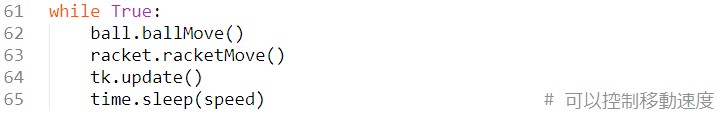 61 while True:
62     ball.ballMove()
63     racket.racketMove()
64     tk.update()
65     time.sleep(speed)                            # 可以控制移動速度